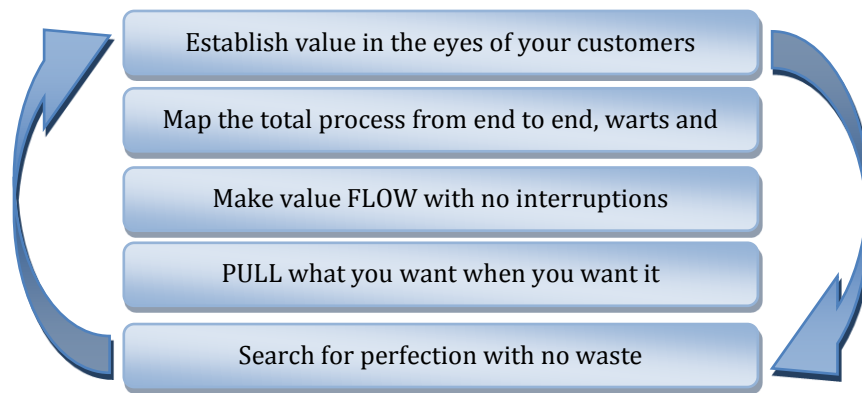 Establish value in the eyes of your customers
Map the total process from end to end, warts and
Make value FLOW with no interruptions
PULL what you want when you want it
Search for perfection with no waste